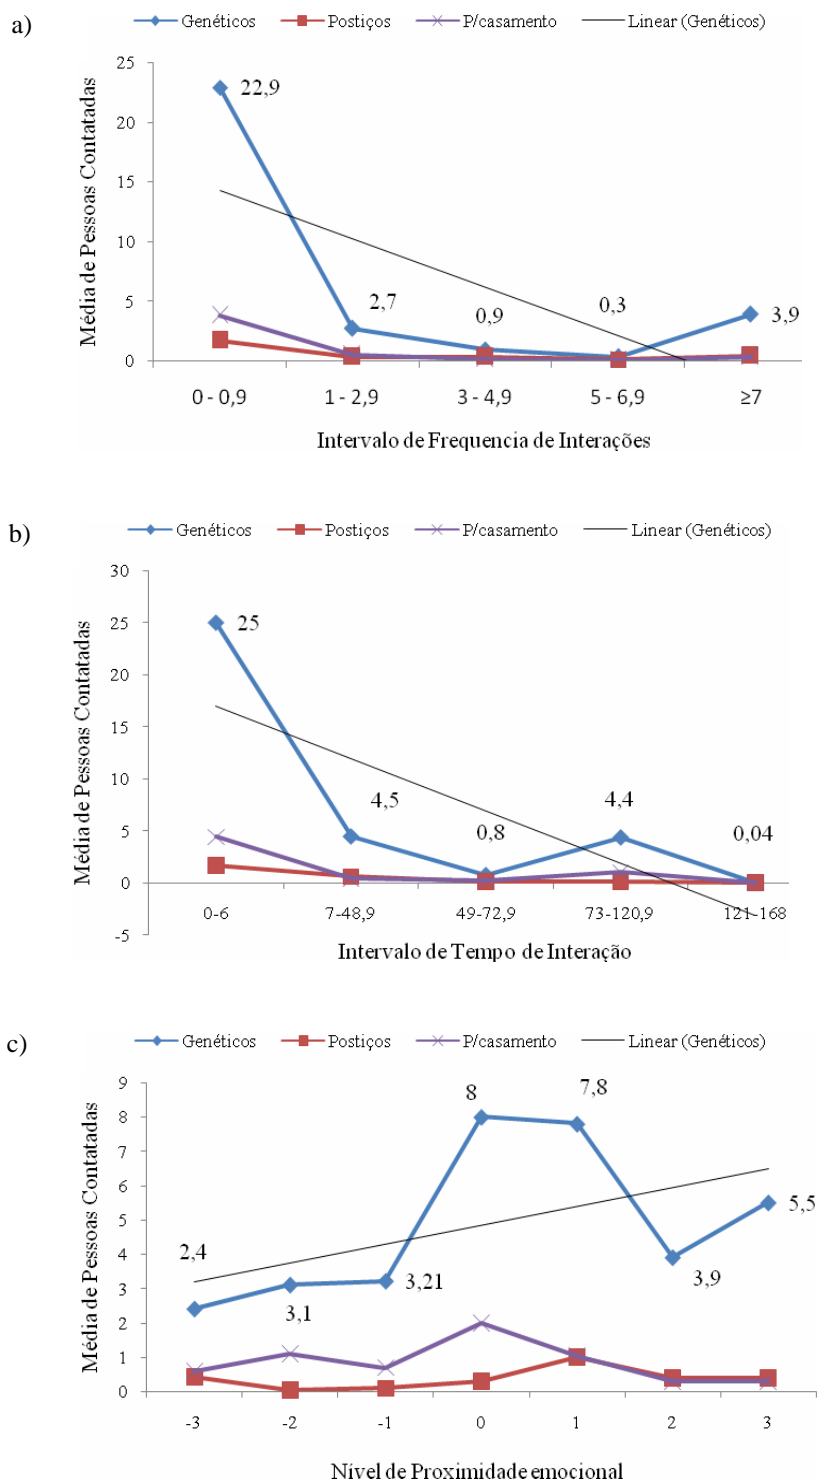 a)
Genéticos Postiços P/casamento Linear (Genéticos)
Média de Pessoas Contatadas
25
20
15
10
5
0
22,9
2,7
0,9
0,3
3,9
0 - 0,9 1 - 2,9 3 - 4,9 5 - 6,9 ≥7
Intervalo de Frequencia de Interações
b)
Genéticos Postiços P/casamento Linear (Genéticos)
Média de Pessoas Contatadas
30
25
20
15
10
5
0
-5
25
4,5
0,8
4,4
0,04
0-6 7-48,9 49-72,9 73-120,9 121-168
Intervalo de Tempo de Interação
c)
Genéticos Postiços P/casamento Linear (Genéticos)
Média de Pessoas Contatadas
9
8
7
6
5
4
3
2
1
0
2,4
3,1
3,21
8
7,8
3,9
5,5
-3 -2 -1 0 1 2 3
Nível de Proximidade emocional